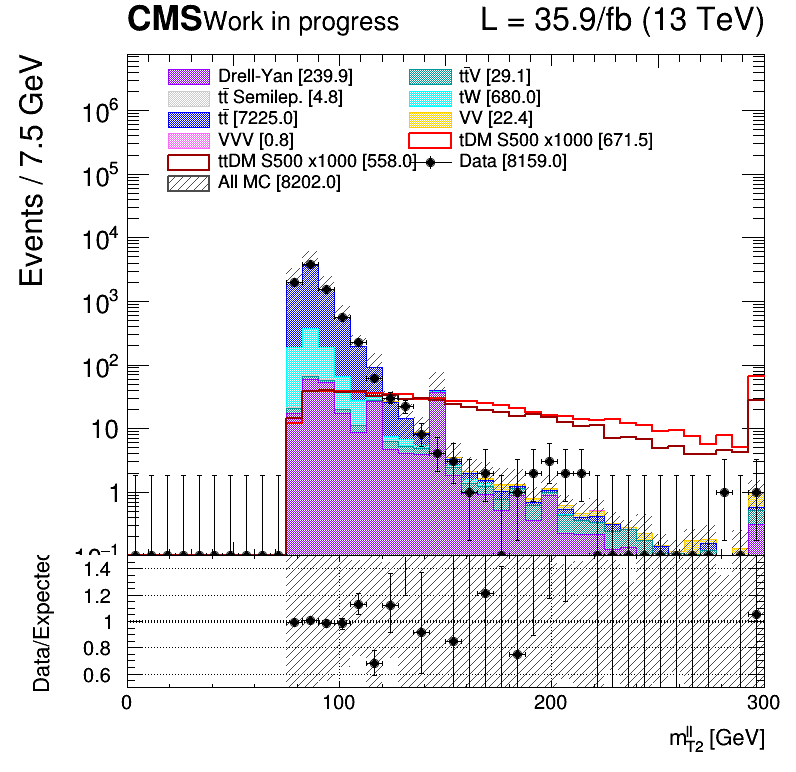 CMS Work in progress L = 35.9/fb (13 TeV)
Events / 7.5 GeV
Drell-Yan [239.9] tt̄V [29.1]
tt̄ Semilep. [4.8] tW [680.0]
tt̄ [7225.0] VV [22.4]
VVV [0.8] tDM S500 x1000 [671.5]
ttDM S500 x1000 [558.0] Data [8159.0]
All MC [8202.0]
10⁶
10⁵
10⁴
10³
10²
10
1
10⁻¹
Data/Expected
1.4
1.2
1
0.8
0.6
0 100 200 300
m_T2^ll [GeV]